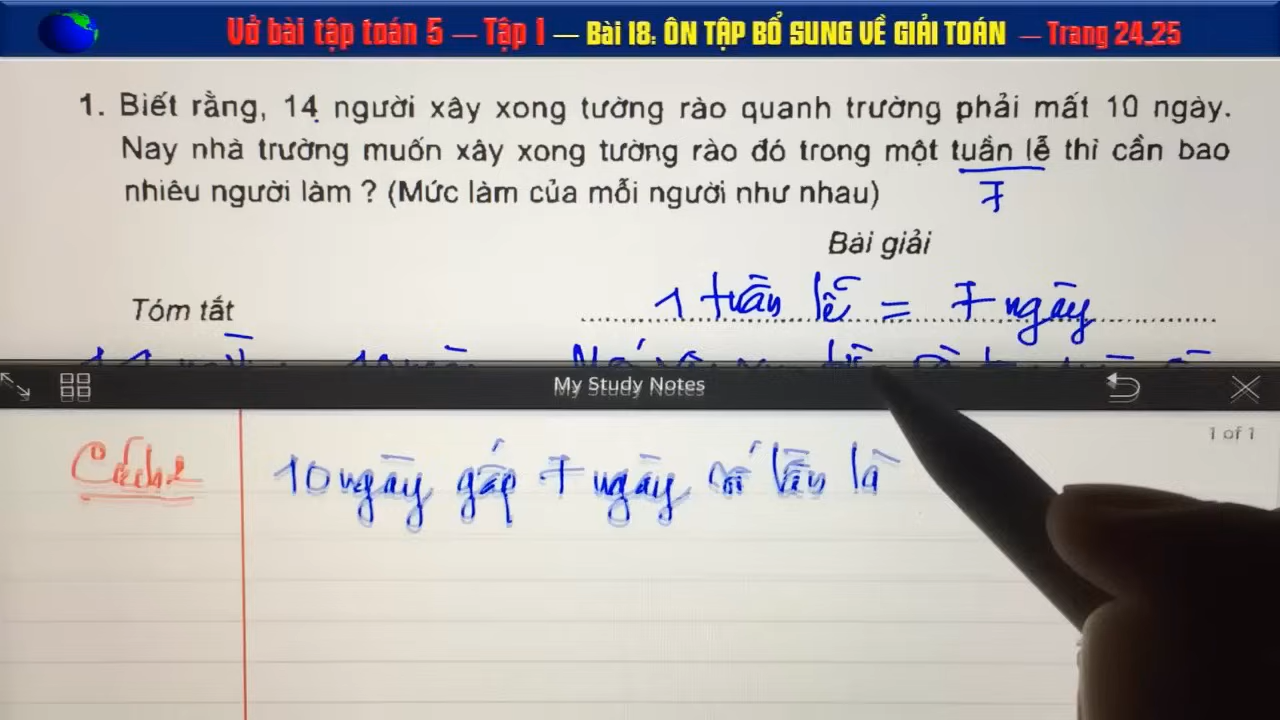 Vở bài tập toán 5 — Tập 1 — Bài 18: ÔN TẬP BỔ SUNG VỀ GIẢI TOÁN — Trang 24_25
1. Biết rằng, 14 người xây xong tường rào quanh trường phải mất 10 ngày.
Nay nhà trường muốn xây xong tường rào đó trong một tuần lễ thì cần bao
nhiêu người làm ? (Mức làm của mỗi người như nhau)
7
Bài giải
1 tuần lễ = 7 ngày
Tóm tắt
My Study Notes
1 of 1
Cách 2
10 ngày gấp 7 ngày số lần là